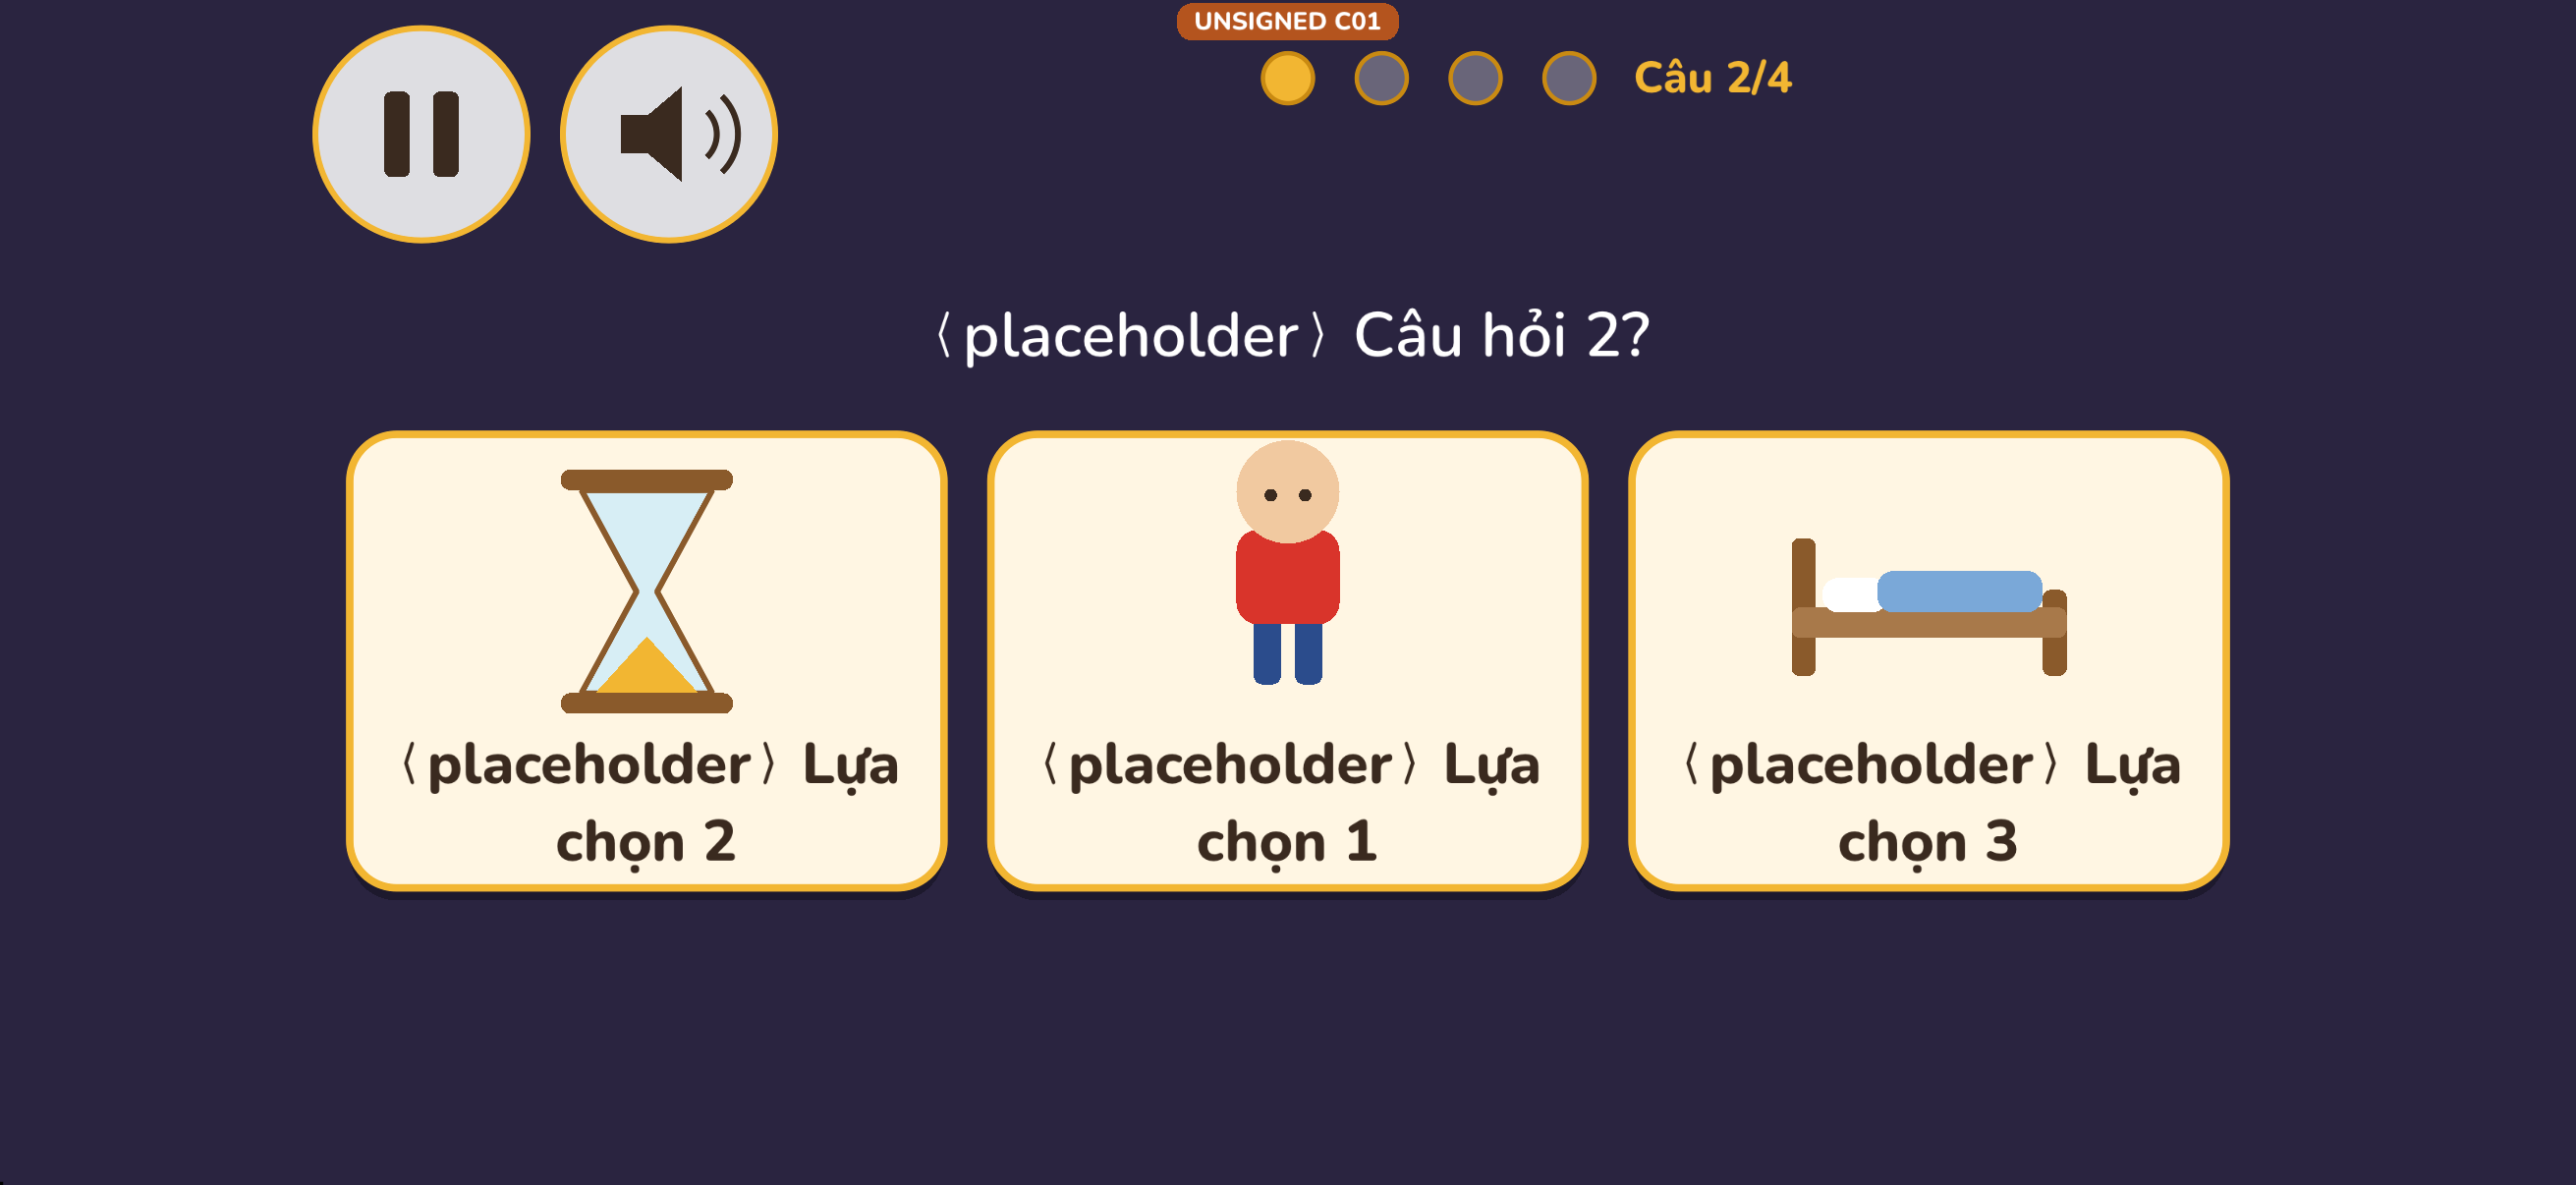 UNSIGNED C01
Câu 2/4
⟨placeholder⟩ Câu hỏi 2?
⟨placeholder⟩ Lựa
chọn 2
⟨placeholder⟩ Lựa
chọn 1
⟨placeholder⟩ Lựa
chọn 3